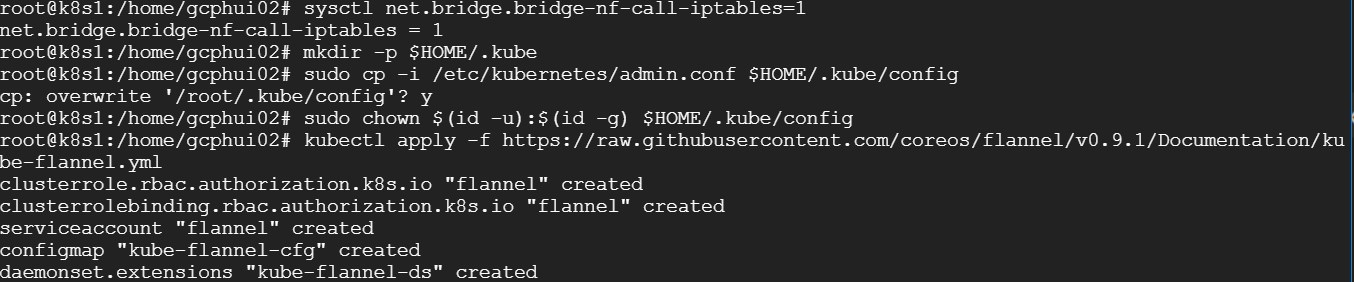 root@k8s1:/home/gcphui02# sysctl net.bridge.bridge-nf-call-iptables=1
net.bridge.bridge-nf-call-iptables = 1
root@k8s1:/home/gcphui02# mkdir -p $HOME/.kube
root@k8s1:/home/gcphui02# sudo cp -i /etc/kubernetes/admin.conf $HOME/.kube/config
cp: overwrite '/root/.kube/config'? y
root@k8s1:/home/gcphui02# sudo chown $(id -u):$(id -g) $HOME/.kube/config
root@k8s1:/home/gcphui02# kubectl apply -f https://raw.githubusercontent.com/coreos/flannel/v0.9.1/Documentation/ku
be-flannel.yml
clusterrole.rbac.authorization.k8s.io "flannel" created
clusterrolebinding.rbac.authorization.k8s.io "flannel" created
serviceaccount "flannel" created
configmap "kube-flannel-cfg" created
daemonset.extensions "kube-flannel-ds" created